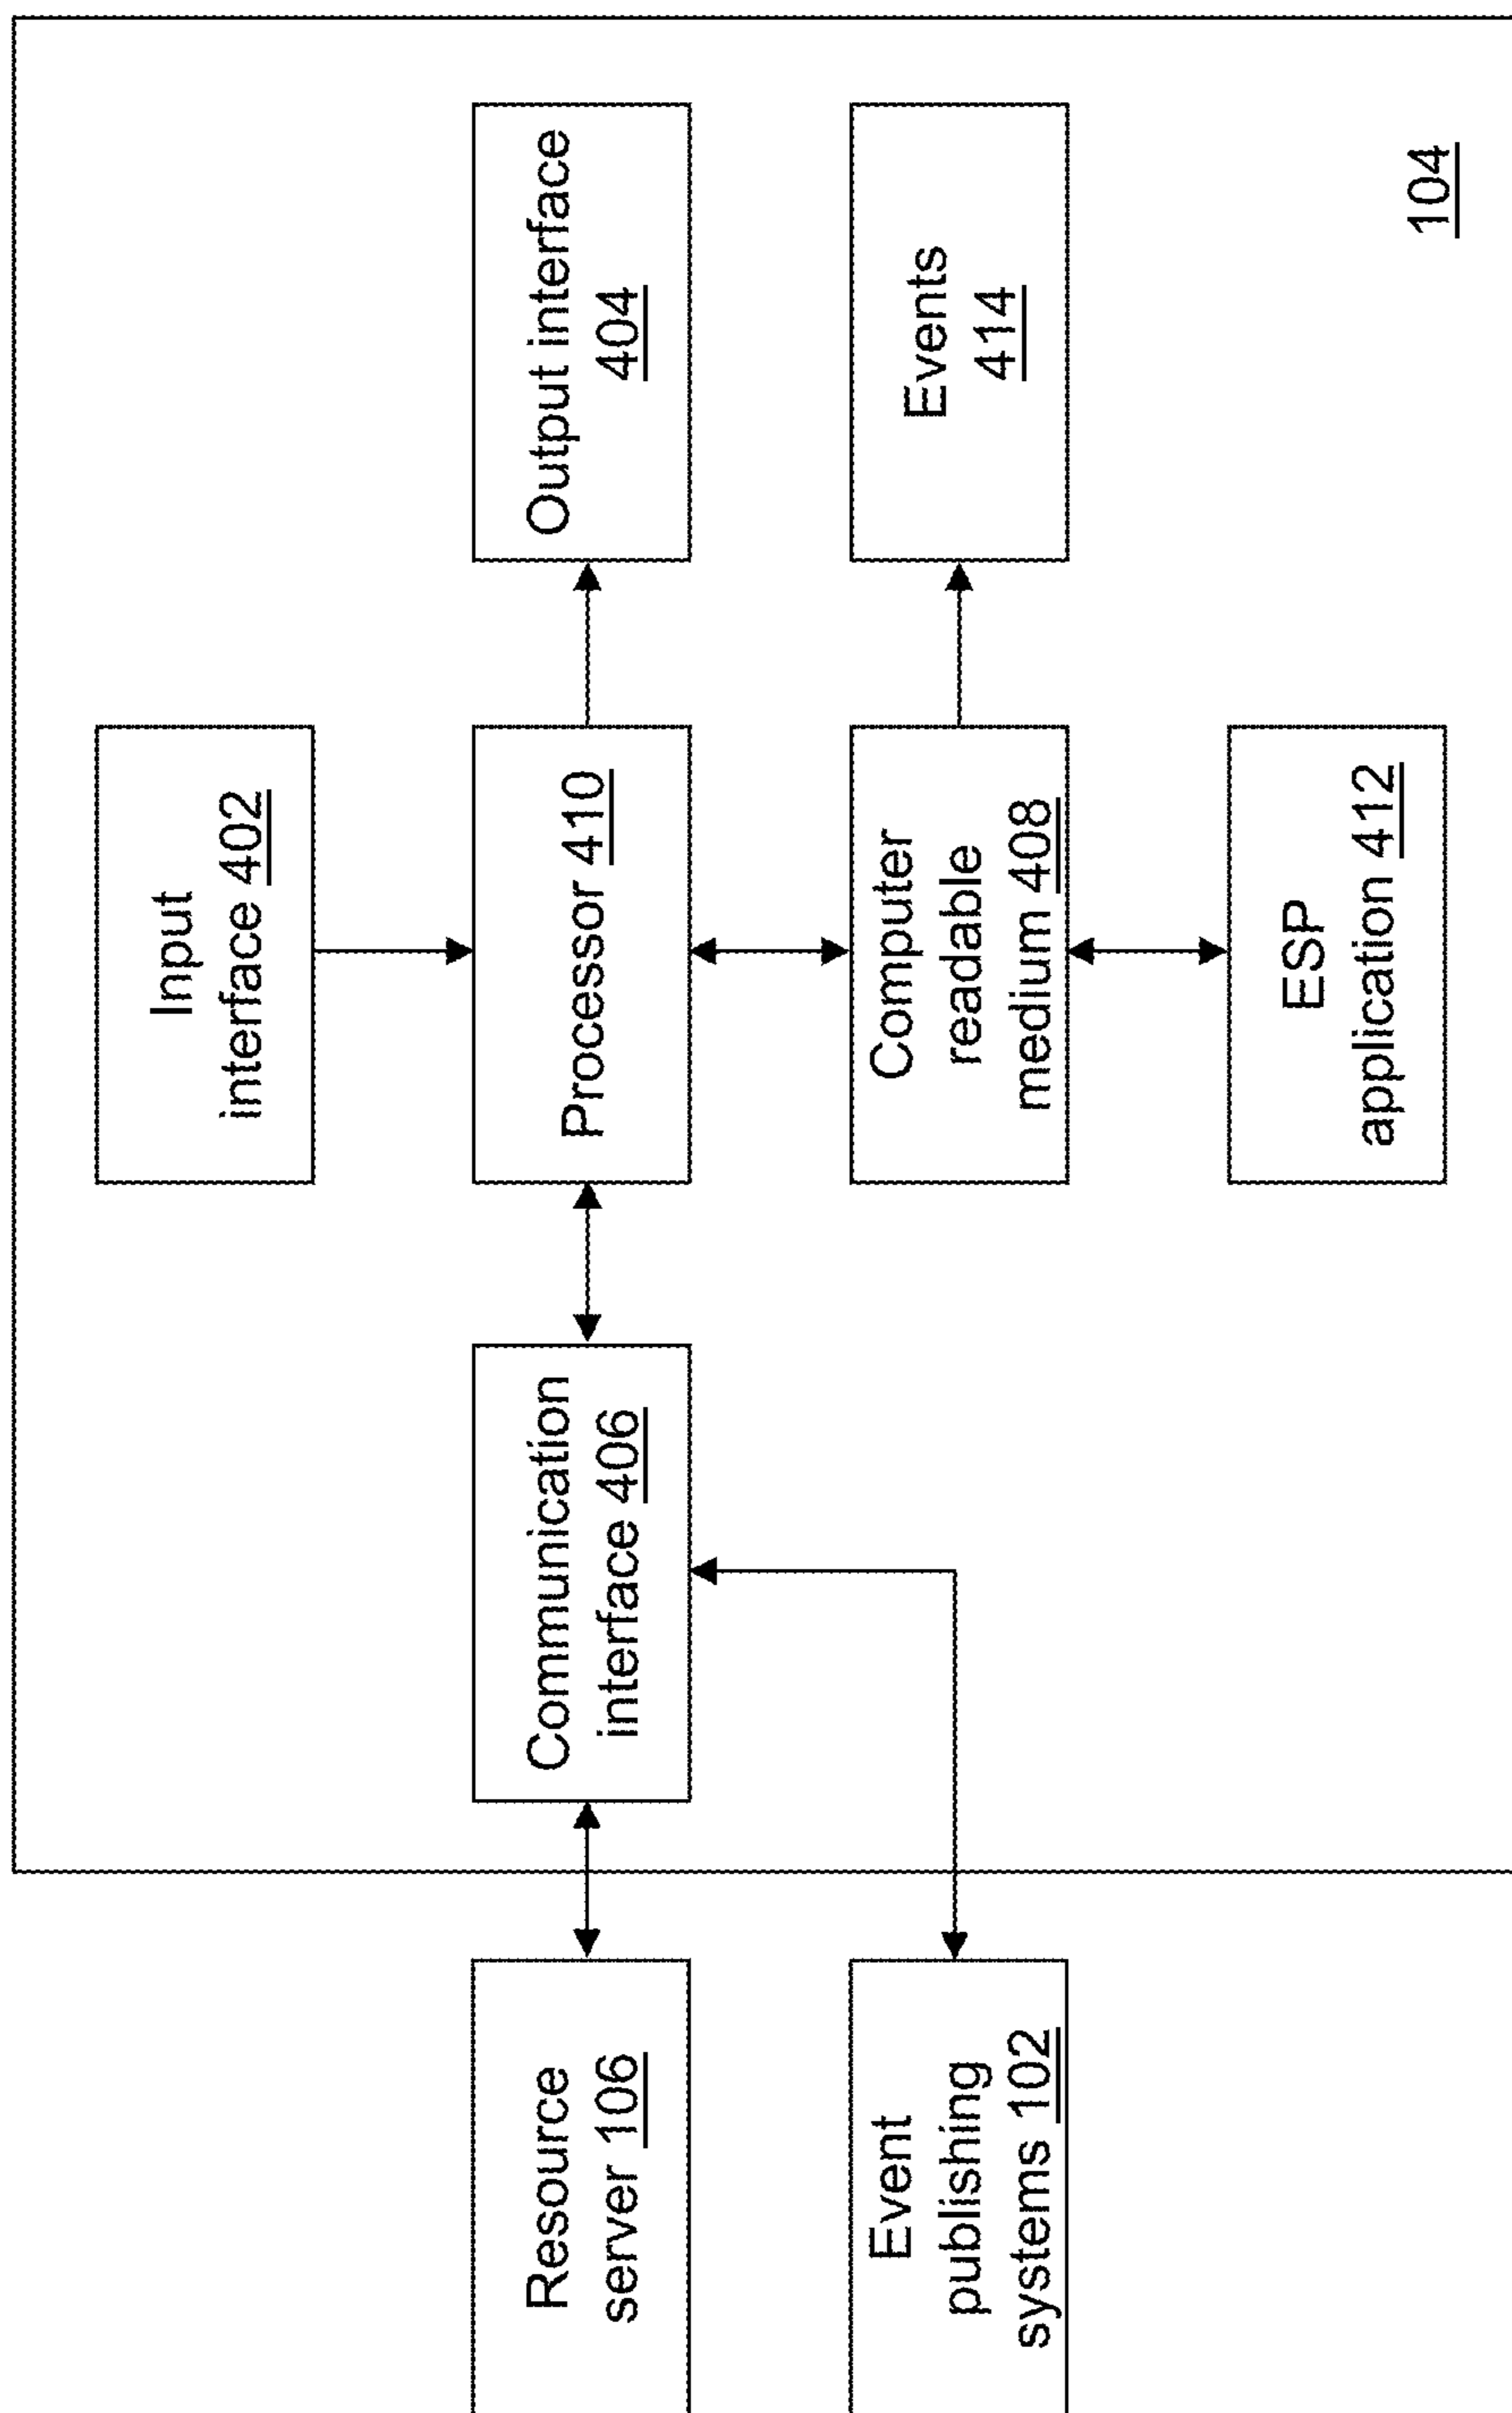 Input
interface 402
Resource
server 106
Communication
interface 406
Processor 410
Output interface
404
Event
publishing
systems 102
Computer
readable
medium 408
Events
414
ESP
application 412
104